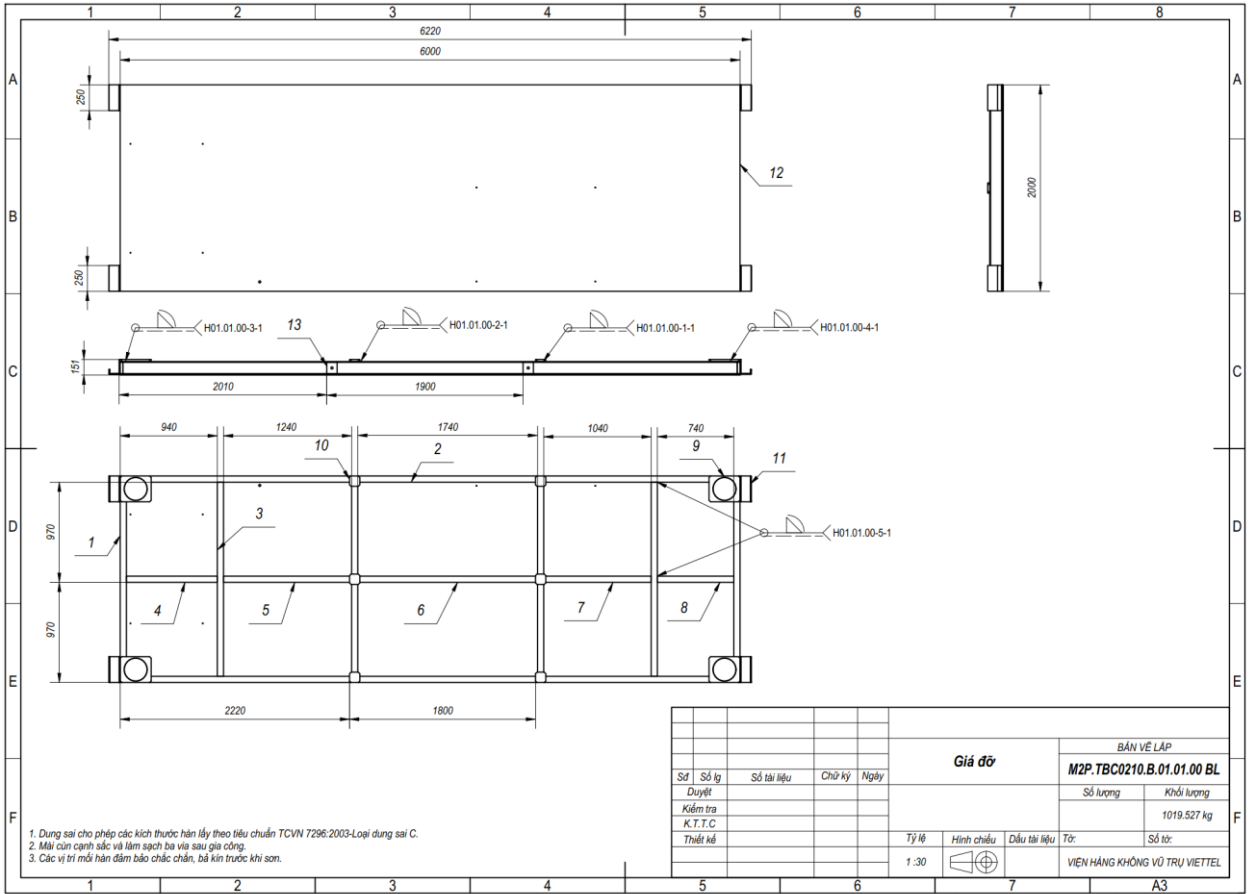 1 2 3 4 5 6 7 8
A A
B B
C C
D D
E E
F F
6220
6000
250
250
12
2000
H01.01.00-3-1
13
H01.01.00-2-1
H01.01.00-1-1
H01.01.00-4-1
151
2010
1900
940
1240
1740
1040
740
10
2
9
11
970
970
1
3
H01.01.00-5-1
4
5
6
7
8
2220
1800
Giá đỡ
BẢN VẼ LẮP
M2P.TBC0210.B.01.01.00 BL
Sđ Số lg Số tài liệu Chữ ký Ngày
Duyệt
Kiểm tra
K.T.T.C
Thiết kế
Số lượng Khối lượng
1019.527 kg
Tỷ lệ Hình chiếu Dấu tài liệu Tờ: Số tờ:
1 :30
VIỆN HÀNG KHÔNG VŨ TRỤ VIETTEL
1. Dung sai cho phép các kích thước hàn lấy theo tiêu chuẩn TCVN 7296:2003-Loại dung sai C.
2. Mài cùn cạnh sắc và làm sạch ba via sau gia công.
3. Các vị trí mối hàn đảm bảo chắc chắn, bả kín trước khi sơn.
1 2 3 4 5 6 7 A3